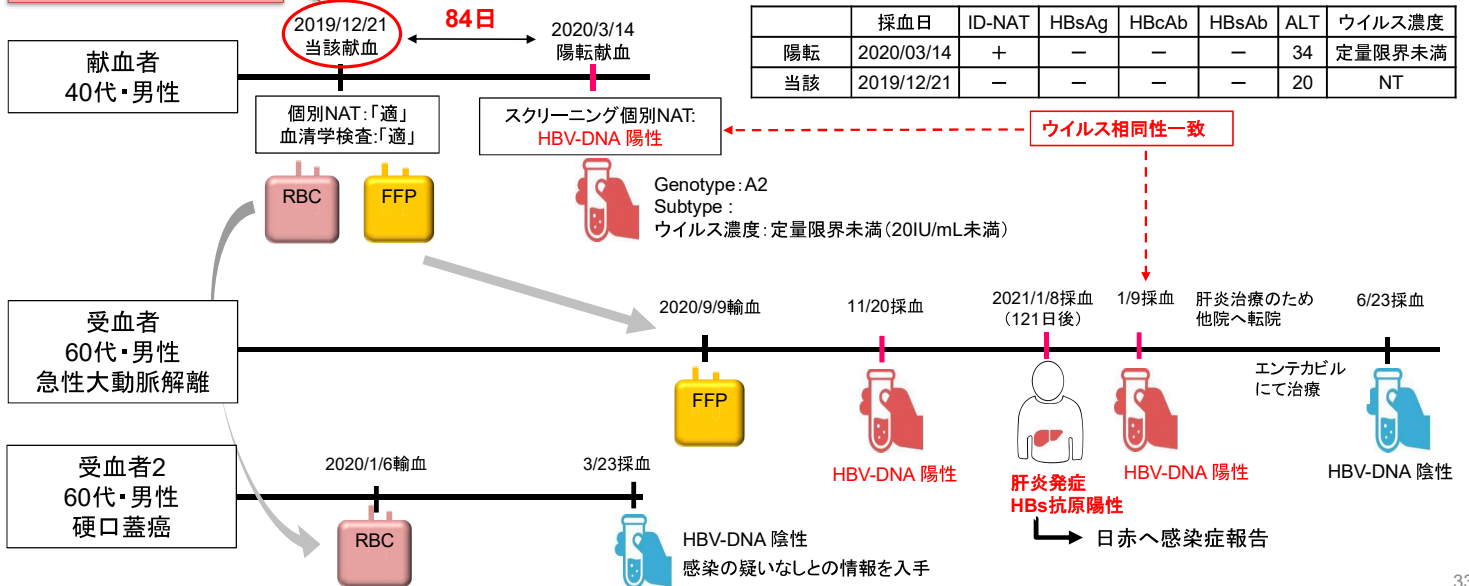 2019/12/21
当該献血
84日
2020/3/14
陽転献血
献血者
40代・男性
個別NAT:「適」
血清学検査:「適」
スクリーニング個別NAT:
HBV-DNA 陽性
採血日 ID-NAT HBsAg HBcAb HBsAb ALT ウイルス濃度
陽転 2020/03/14 + － － － 34 定量限界未満
当該 2019/12/21 － － － － 20 NT
ウイルス相同性一致
RBC
FFP
Genotype:A2
Subtype:
ウイルス濃度:定量限界未満(20IU/mL未満)
受血者
60代・男性
急性大動脈解離
2020/9/9輸血
11/20採血
2021/1/8採血
(121日後)
1/9採血
肝炎治療のため
他院へ転院
6/23採血
エンテカビル
にて治療
FFP
HBV-DNA 陽性
肝炎発症
HBs抗原陽性
HBV-DNA 陽性
HBV-DNA 陰性
日赤へ感染症報告
受血者2
60代・男性
硬口蓋癌
2020/1/6輸血
3/23採血
RBC
HBV-DNA 陰性
感染の疑いなしとの情報を入手